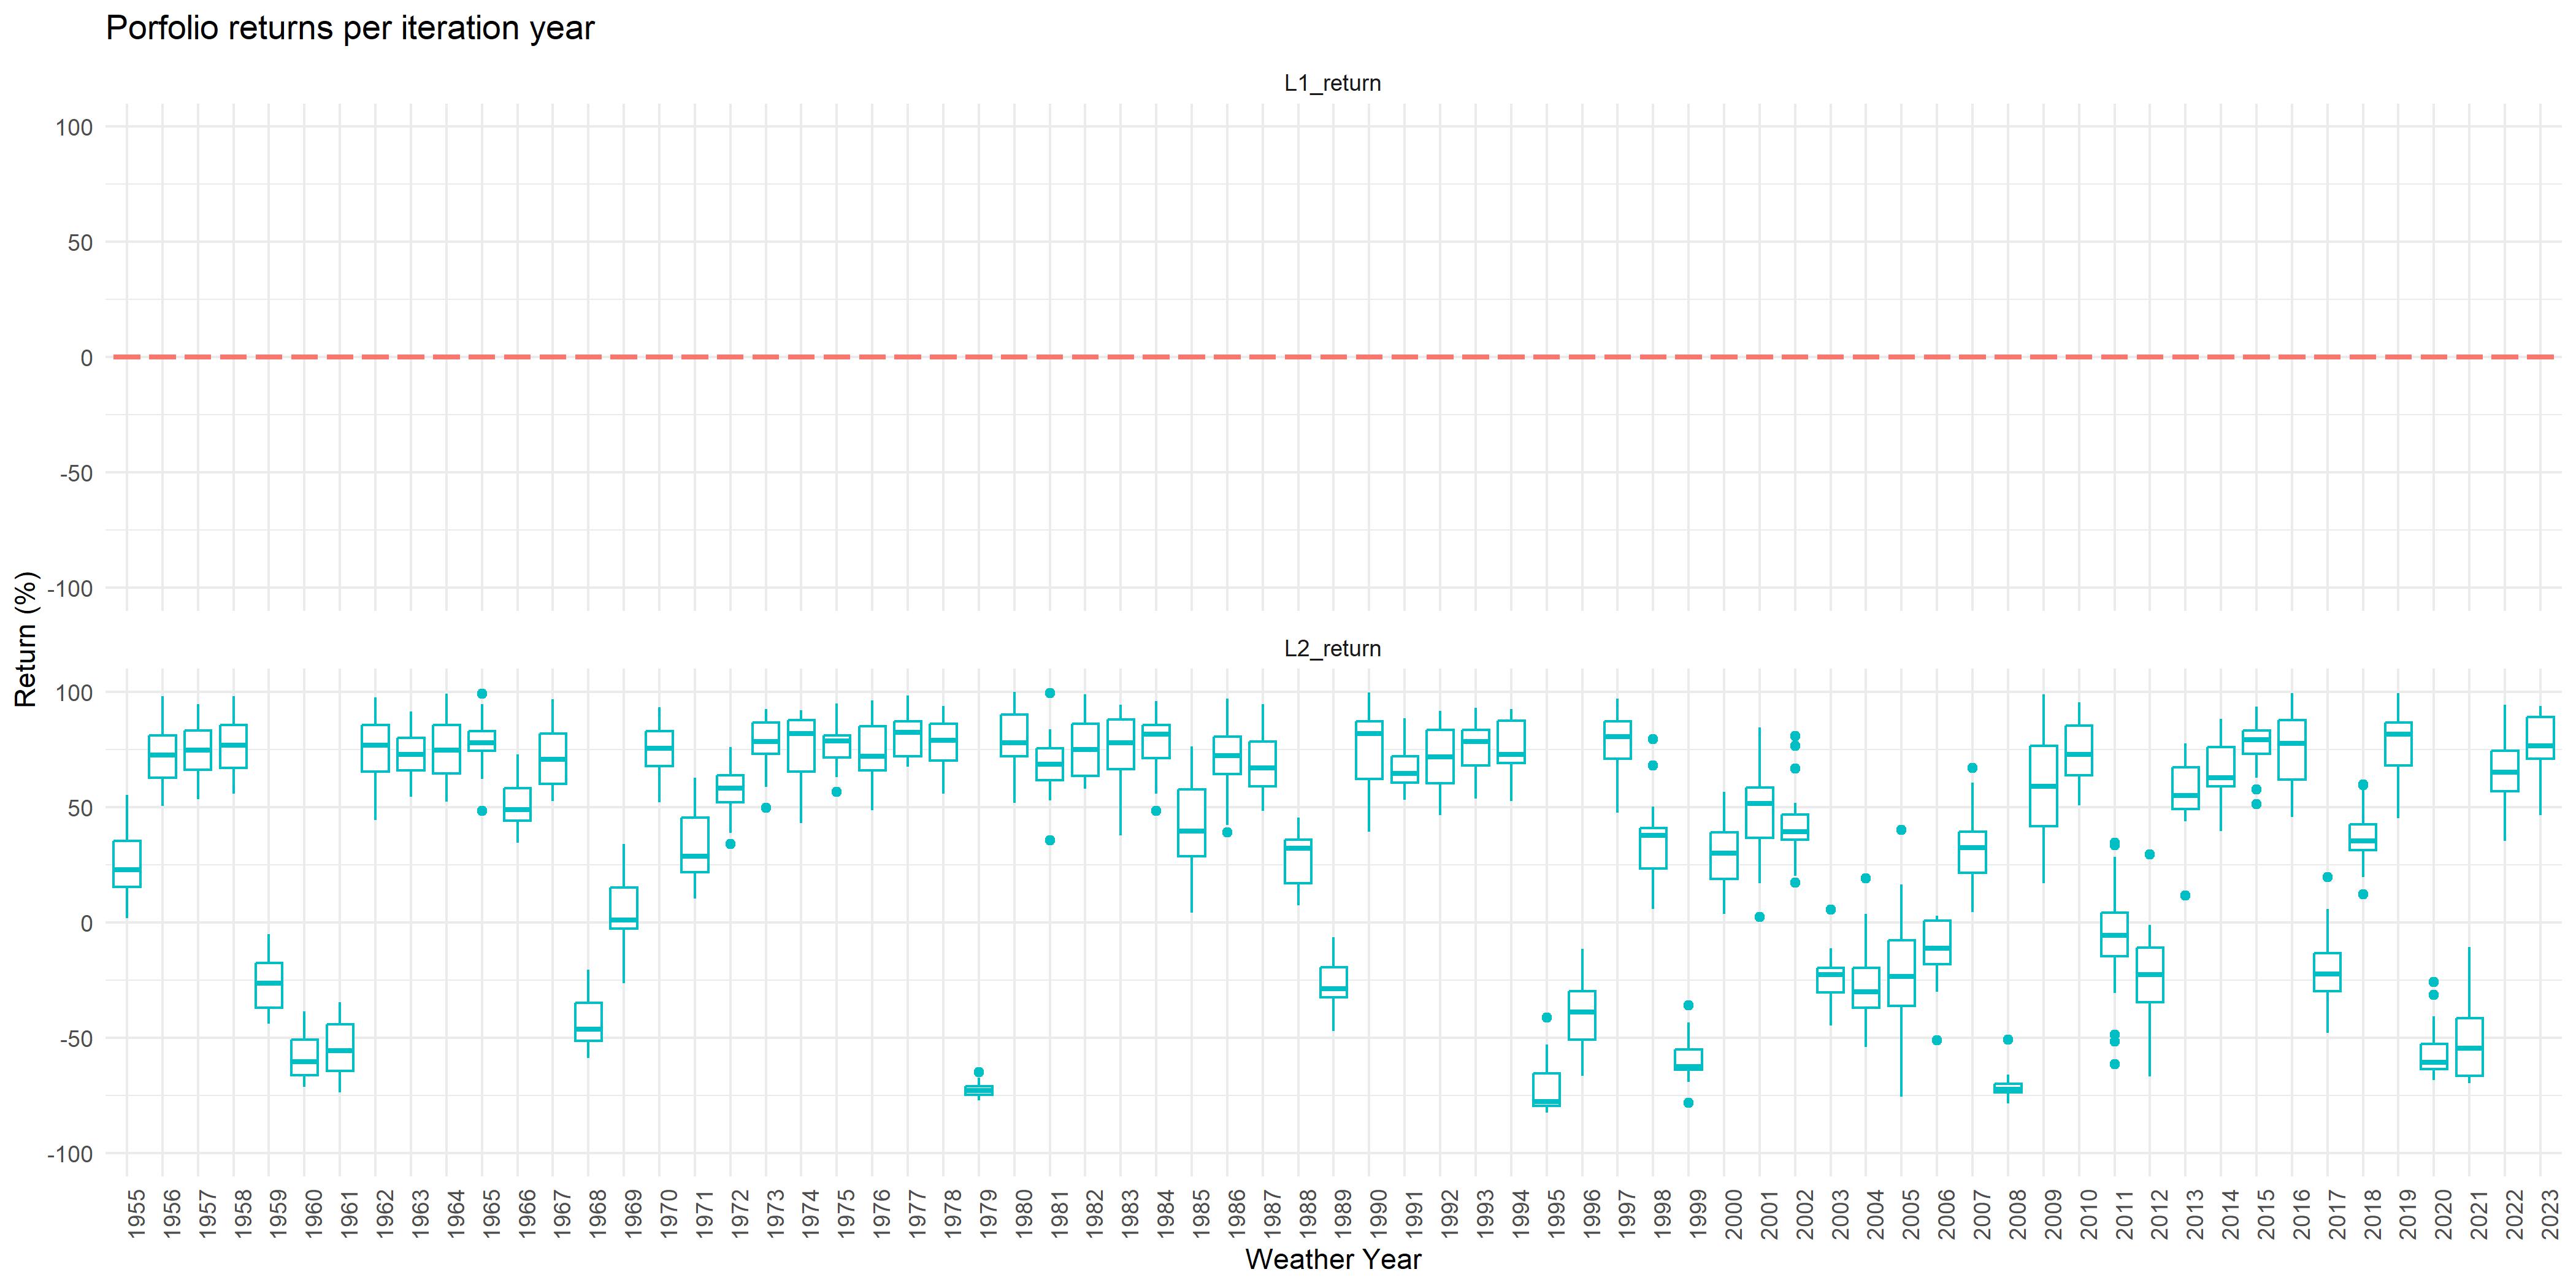 Porfolio returns per iteration year
L1_return
100
50
0
-50
-100
Return (%)
L2_return
100
50
0
-50
-100
1955 1956 1957 1958 1959 1960 1961 1962 1963 1964 1965 1966 1967 1968 1969 1970 1971 1972 1973 1974 1975 1976 1977 1978 1979 1980 1981 1982 1983 1984 1985 1986 1987 1988 1989 1990 1991 1992 1993 1994 1995 1996 1997 1998 1999 2000 2001 2002 2003 2004 2005 2006 2007 2008 2009 2010 2011 2012 2013 2014 2015 2016 2017 2018 2019 2020 2021 2022 2023
Weather Year